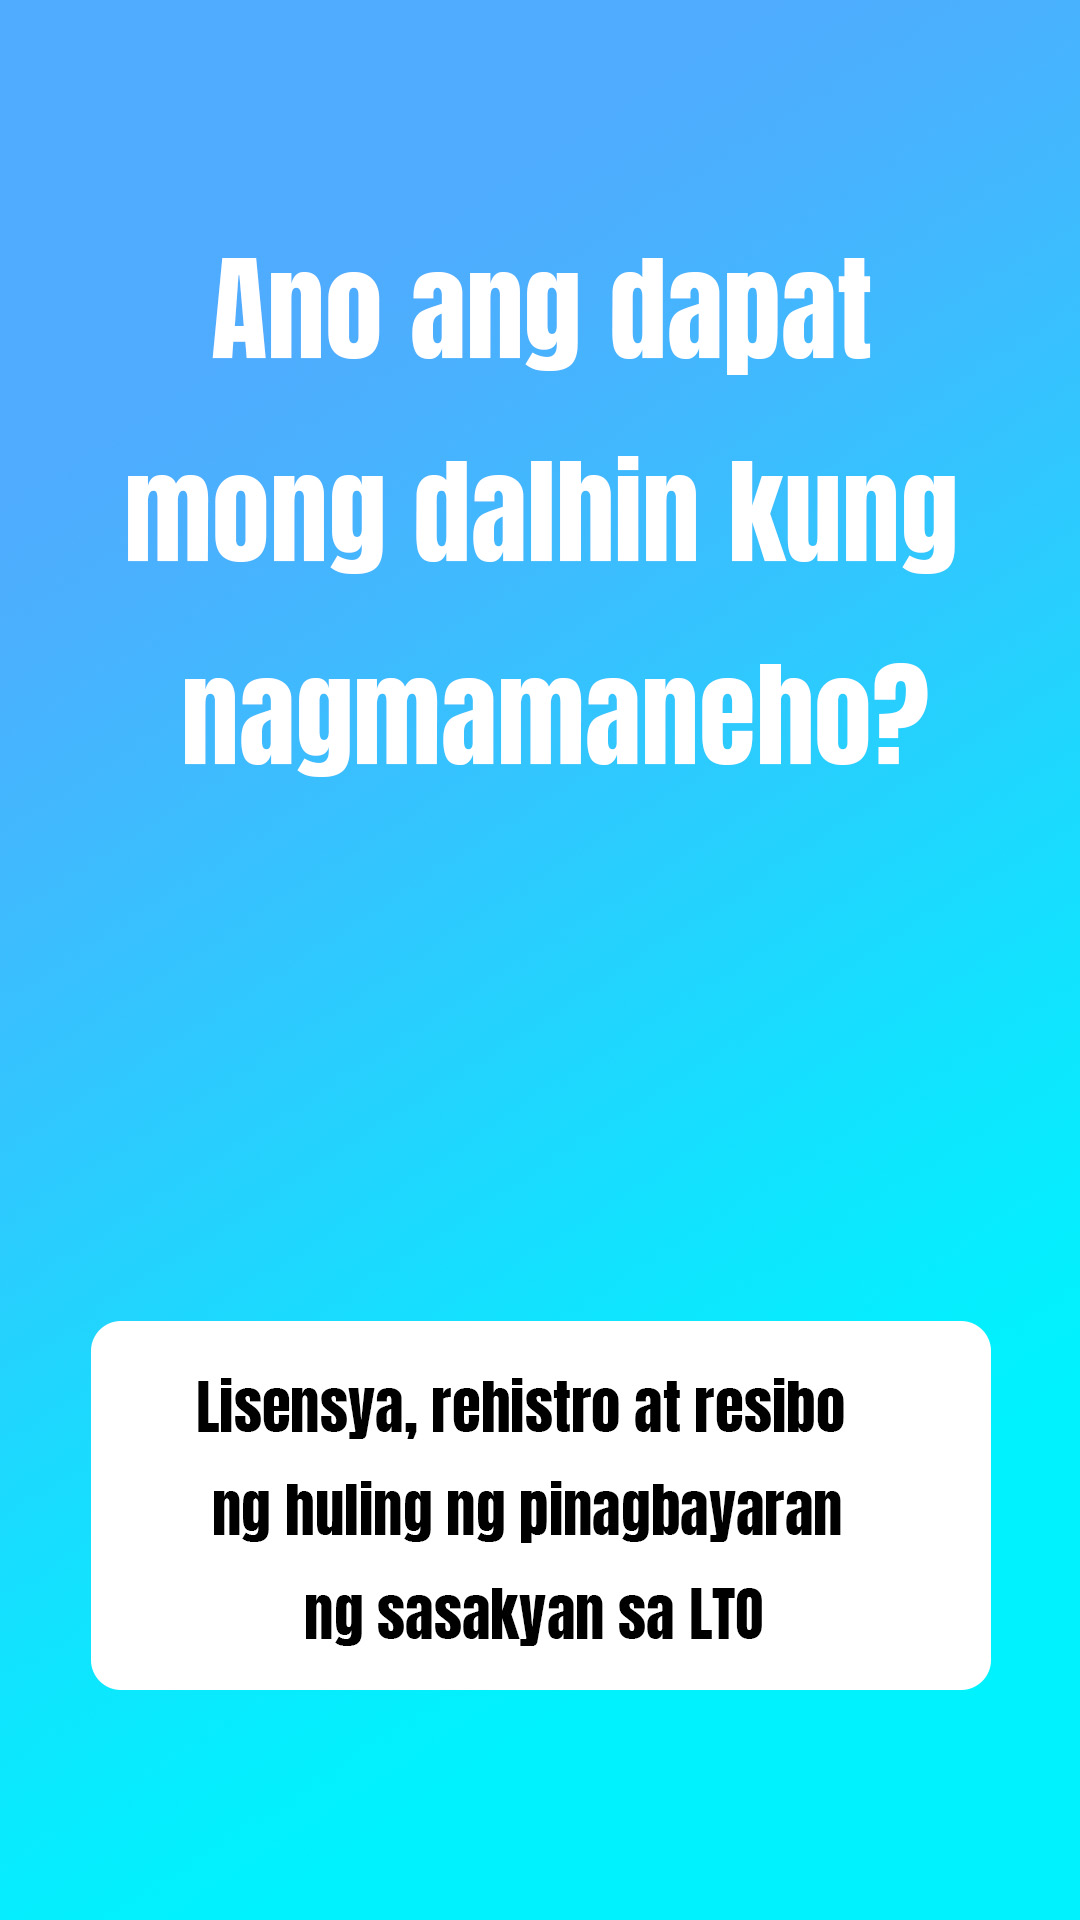 Ano ang dapat
mong dalhin kung
nagmamaneho?
Lisensya, rehistro at resibo
ng huling ng pinagbayaran
ng sasakyan sa LTO